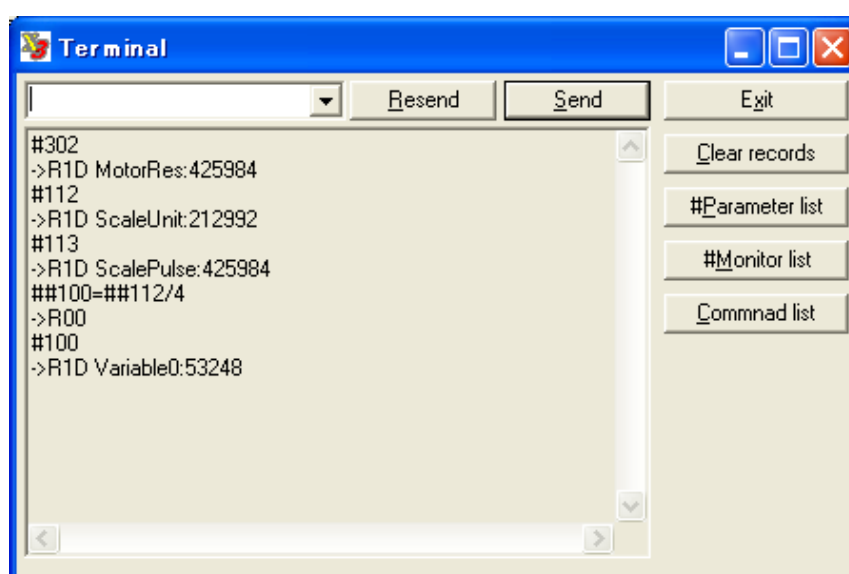 Terminal
Resend
Send
Exit
#302
->R1D MotorRes:425984
#112
->R1D ScaleUnit:212992
#113
->R1D ScalePulse:425984
##100=##112/4
->R00
#100
->R1D Variable0:53248
Clear records
#Parameter list
#Monitor list
Commnad list